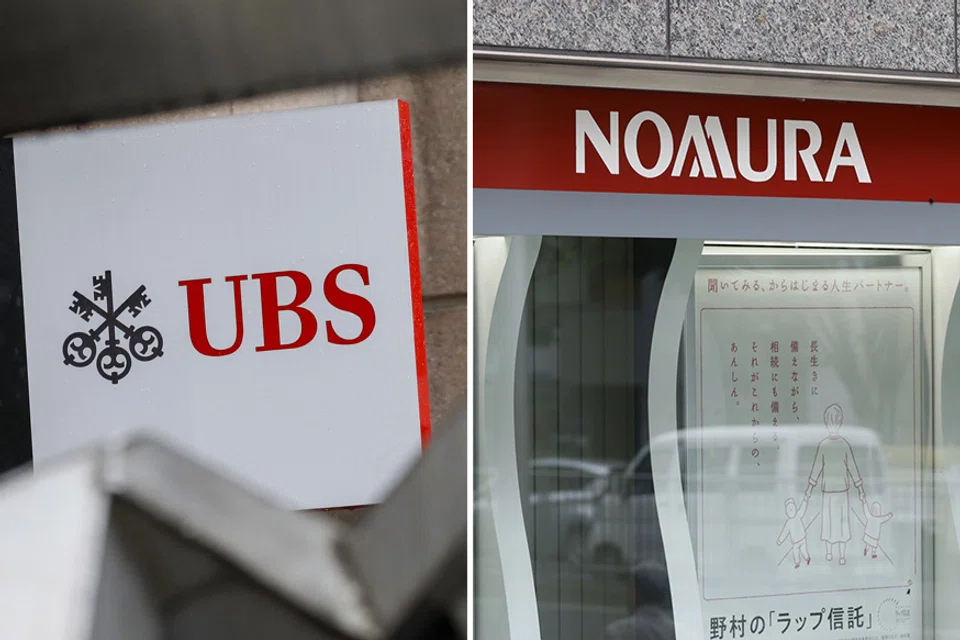 UBS
NOMURA
聞いてみる、からはじまる人生パートナー。
長生きに
備えながら、
相続にも備える。
それがこれからの、
あんしん。
野村の「ラップ信託」